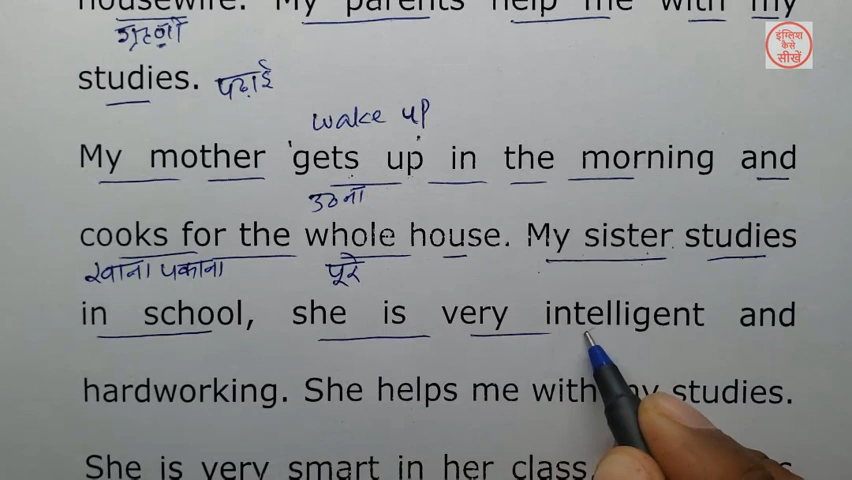 housewife. My parents help me with my
गृहणी
studies. पढाई
wake up
My mother gets up in the morning and
उठना
cooks for the whole house. My sister studies
खाना पकाना पूरे
in school, she is very intelligent and
hardworking. She helps me with my studies.
She is very smart in her class,
इंग्लिश
कैसे
सीखें